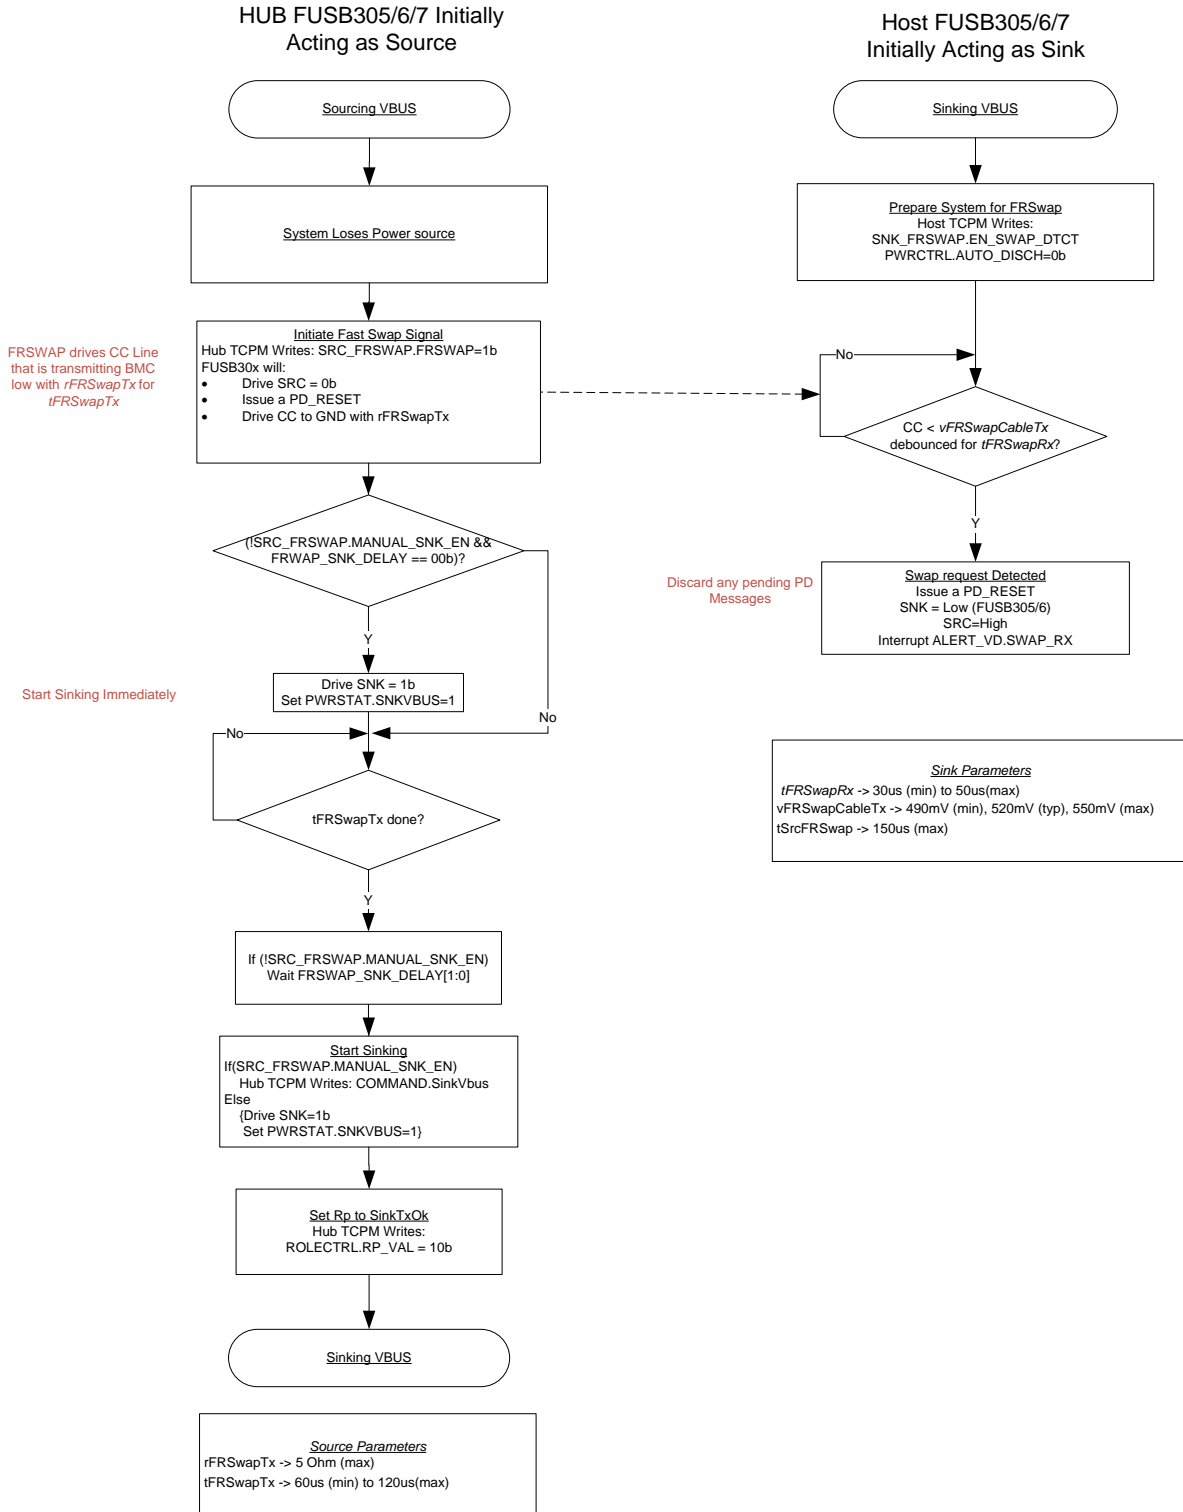 HUB FUSB305/6/7 Initially
Acting as Source
Sourcing VBUS
System Loses Power source
FRSWAP drives CC Line
that is transmitting BMC
low with rFRSwapTx for
tFRSwapTx
Initiate Fast Swap Signal
Hub TCPM Writes: SRC_FRSWAP.FRSWAP=1b
FUSB30x will:
• Drive SRC = 0b
• Issue a PD_RESET
• Drive CC to GND with rFRSwapTx
(!SRC_FRSWAP.MANUAL_SNK_EN &&
FRWAP_SNK_DELAY == 00b)?
Y
No
Start Sinking Immediately
Drive SNK = 1b
Set PWRSTAT.SNKVBUS=1
No
tFRSwapTx done?
Y
If (!SRC_FRSWAP.MANUAL_SNK_EN)
Wait FRSWAP_SNK_DELAY[1:0]
Start Sinking
If(SRC_FRSWAP.MANUAL_SNK_EN)
Hub TCPM Writes: COMMAND.SinkVbus
Else
{Drive SNK=1b
Set PWRSTAT.SNKVBUS=1}
Set Rp to SinkTxOk
Hub TCPM Writes:
ROLECTRL.RP_VAL = 10b
Sinking VBUS
Source Parameters
rFRSwapTx -> 5 Ohm (max)
tFRSwapTx -> 60us (min) to 120us(max)
Host FUSB305/6/7
Initially Acting as Sink
Sinking VBUS
Prepare System for FRSwap
Host TCPM Writes:
SNK_FRSWAP.EN_SWAP_DTCT
PWRCTRL.AUTO_DISCH=0b
No
CC < vFRSwapCableTx
debounced for tFRSwapRx?
Y
Discard any pending PD
Messages
Swap request Detected
Issue a PD_RESET
SNK = Low (FUSB305/6)
SRC=High
Interrupt ALERT_VD.SWAP_RX
Sink Parameters
tFRSwapRx -> 30us (min) to 50us(max)
vFRSwapCableTx -> 490mV (min), 520mV (typ), 550mV (max)
tSrcFRSwap -> 150us (max)